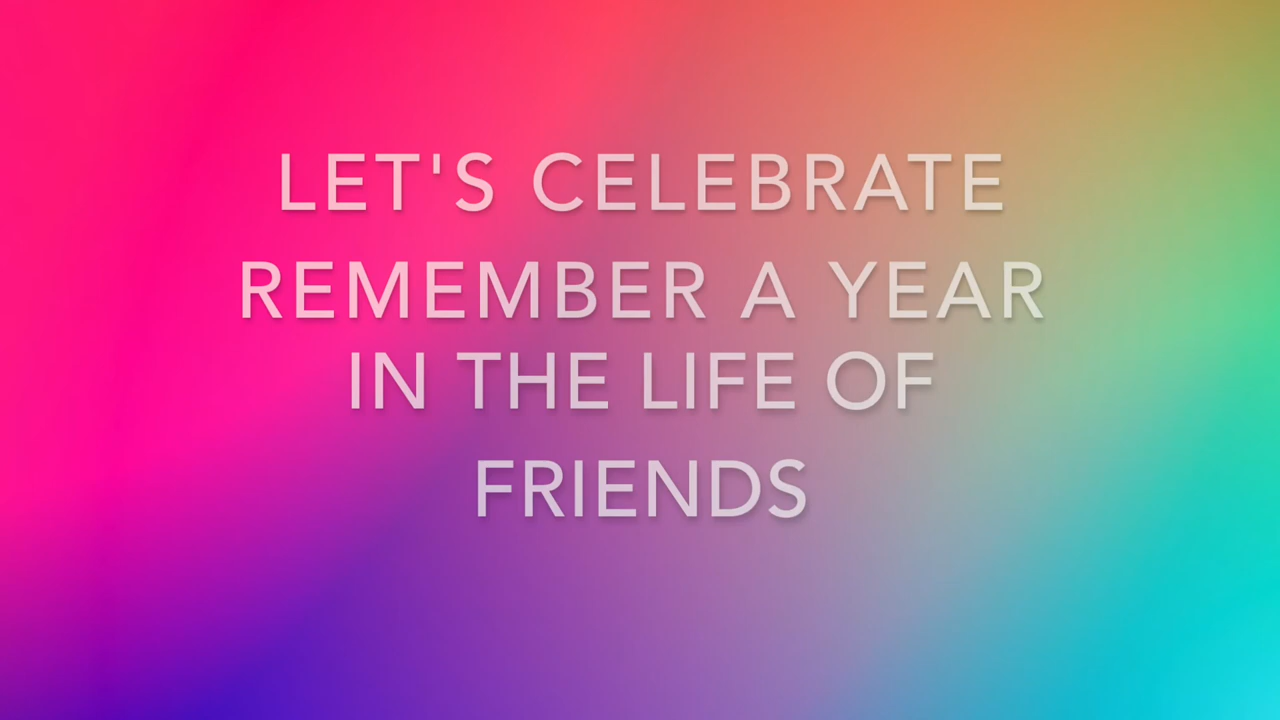 LET'S CELEBRATE
REMEMBER A YEAR
IN THE LIFE OF
FRIENDS